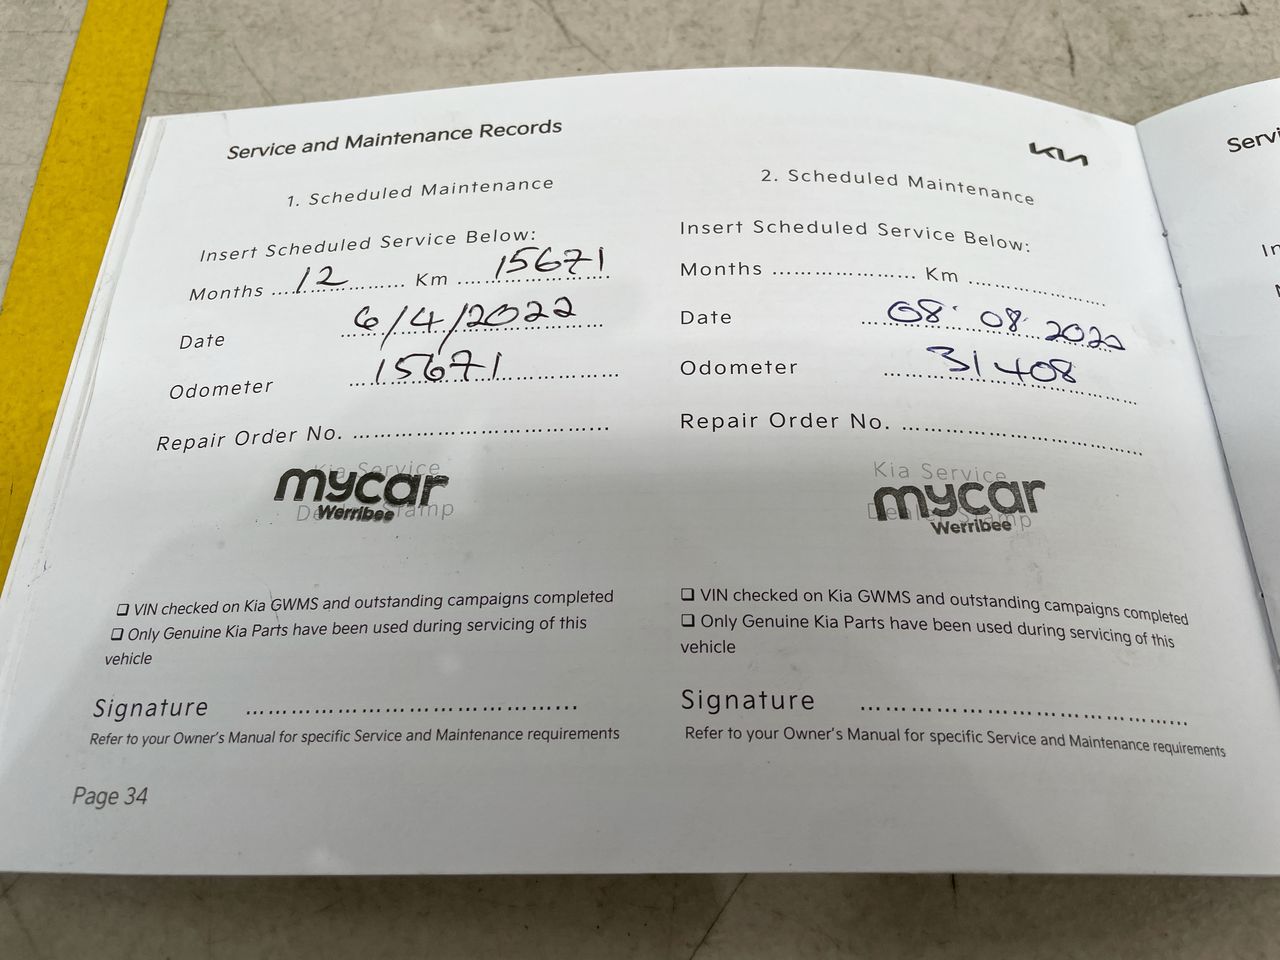 Service and Maintenance Records
KIA
1. Scheduled Maintenance
Insert Scheduled Service Below:
Months ....12........... Km ....15671..........
Date 6/4/2022
Odometer 15671
Repair Order No. ....................................
Kia Service
mycar
Werribee
❑ VIN checked on Kia GWMS and outstanding campaigns completed
❑ Only Genuine Kia Parts have been used during servicing of this
vehicle
Signature ....................................
Refer to your Owner's Manual for specific Service and Maintenance requirements
Page 34
2. Scheduled Maintenance
Insert Scheduled Service Below:
Months ..................... Km .....................
Date 08.08.2022
Odometer 31408
Repair Order No. ....................................
Kia Service
mycar
Werribee
❑ VIN checked on Kia GWMS and outstanding campaigns completed
❑ Only Genuine Kia Parts have been used during servicing of this
vehicle
Signature ....................................
Refer to your Owner's Manual for specific Service and Maintenance requirements